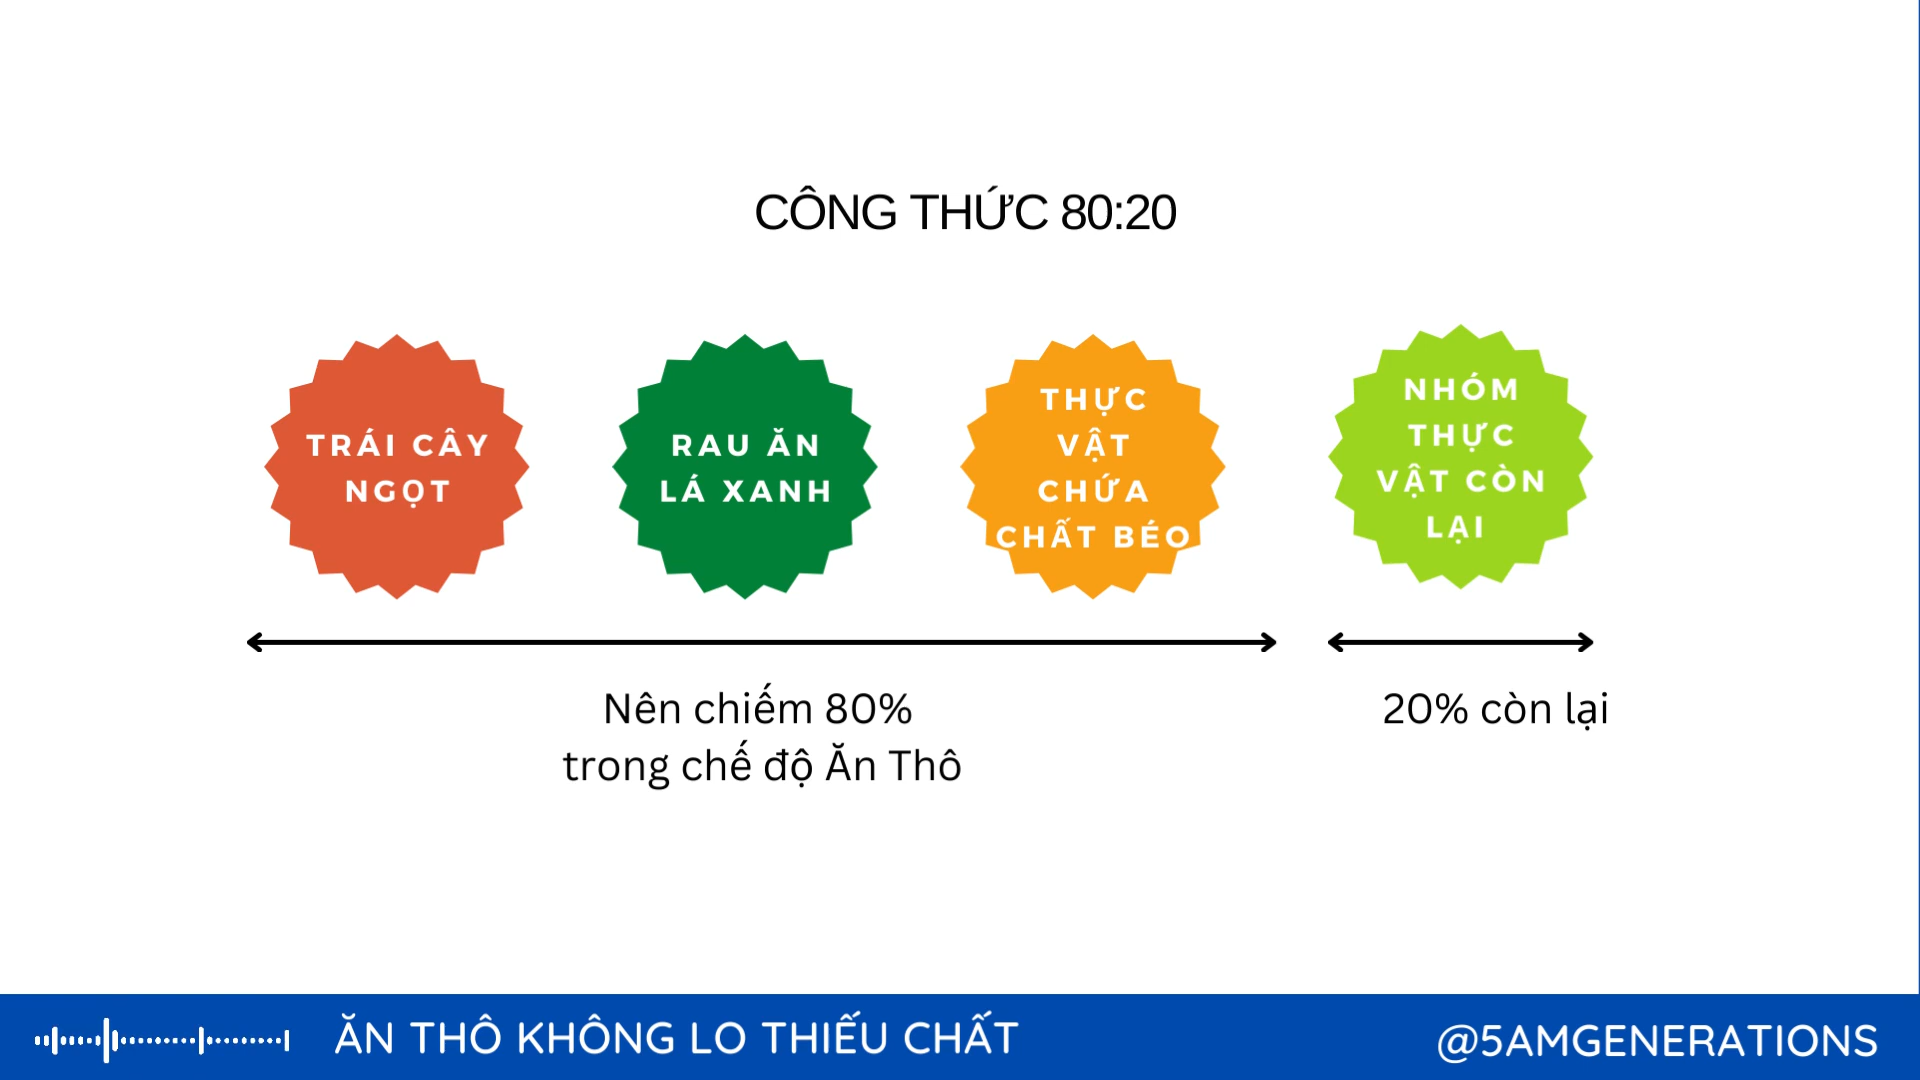 CÔNG THỨC 80:20
TRÁI CÂY
NGỌT
RAU ĂN
LÁ XANH
THỰC
VẬT
CHỨA
CHẤT BÉO
NHÓM
THỰC
VẬT CÒN
LẠI
Nên chiếm 80%
trong chế độ Ăn Thô
20% còn lại
ĂN THÔ KHÔNG LO THIẾU CHẤT
@5AMGENERATIONS